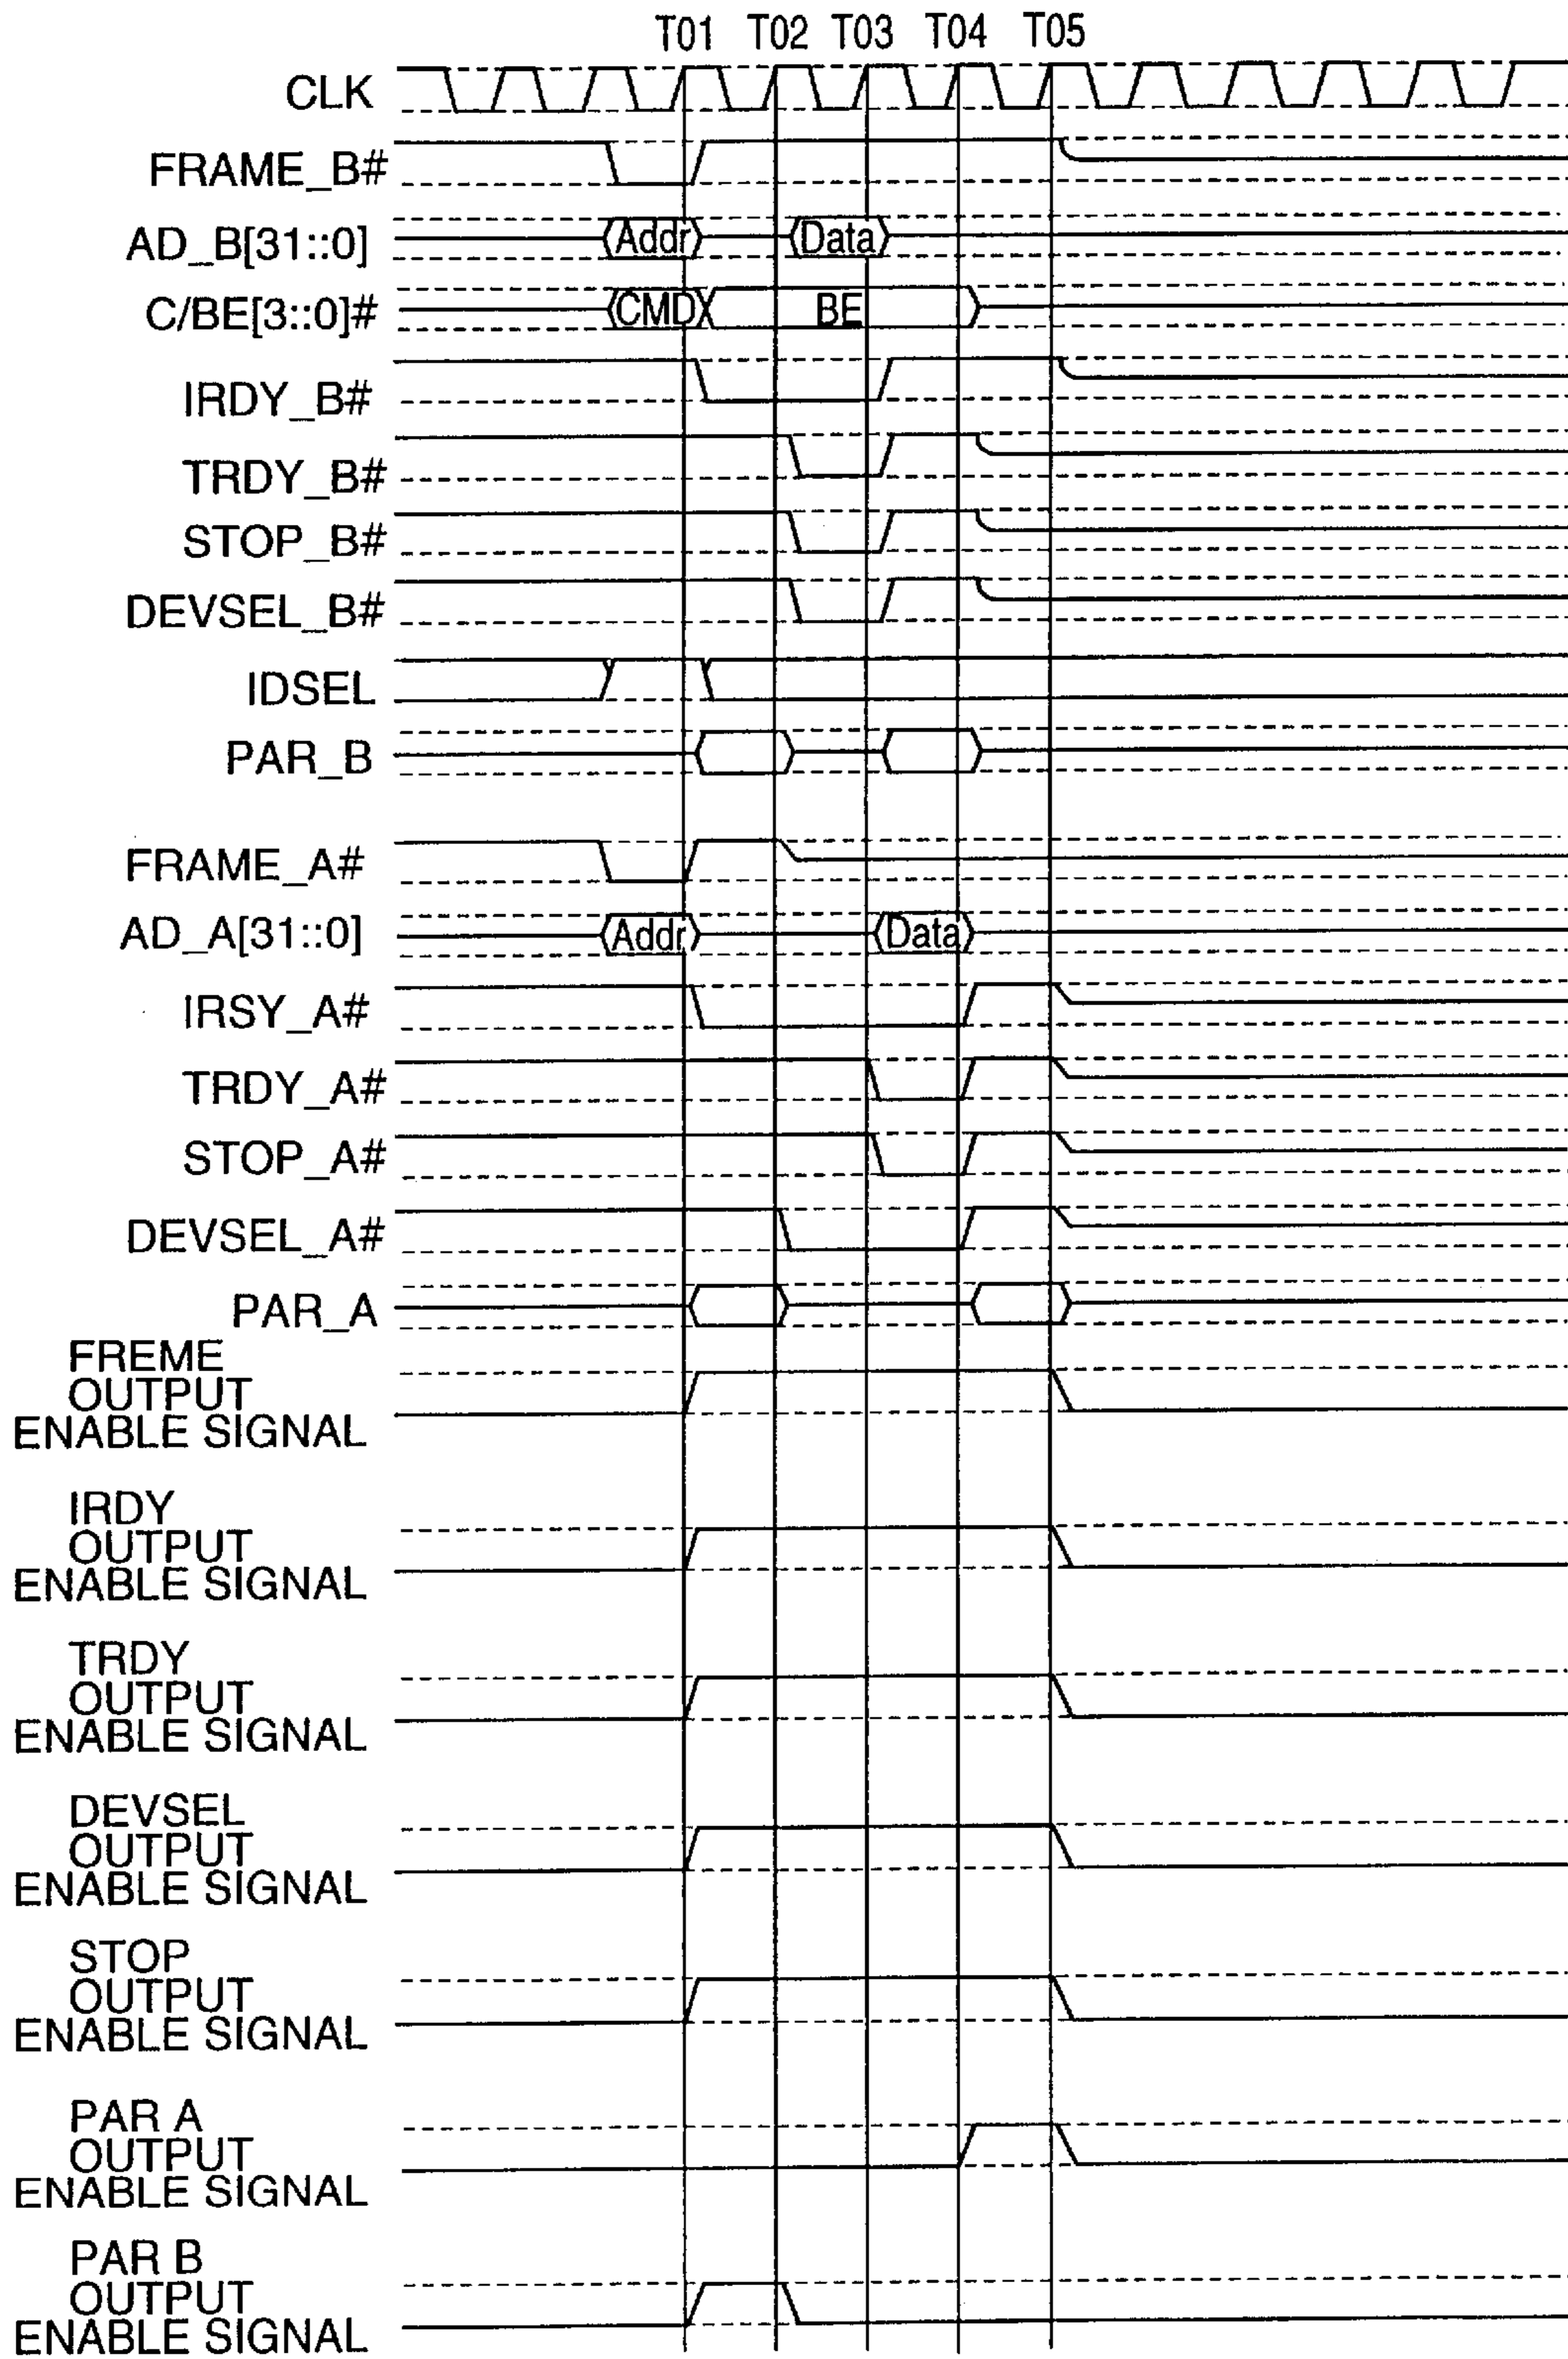 T01 T02 T03 T04 T05
CLK
FRAME_B#
AD_B[31::0]
Addr
Data
C/BE[3::0]#
CMD
BE
IRDY_B#
TRDY_B#
STOP_B#
DEVSEL_B#
IDSEL
PAR_B
FRAME_A#
AD_A[31::0]
Addr
Data
IRSY_A#
TRDY_A#
STOP_A#
DEVSEL_A#
PAR_A
FREME
OUTPUT
ENABLE SIGNAL
IRDY
OUTPUT
ENABLE SIGNAL
TRDY
OUTPUT
ENABLE SIGNAL
DEVSEL
OUTPUT
ENABLE SIGNAL
STOP
OUTPUT
ENABLE SIGNAL
PAR A
OUTPUT
ENABLE SIGNAL
PAR B
OUTPUT
ENABLE SIGNAL